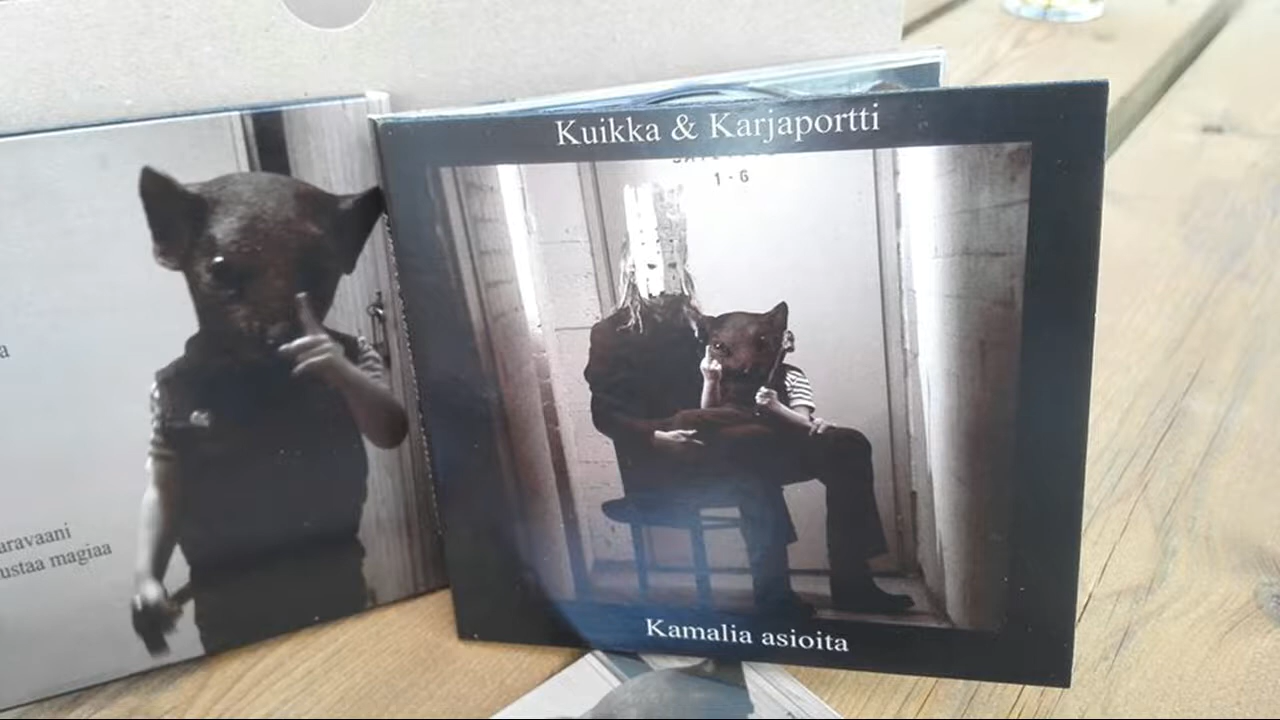 Kuikka & Karjaportti
1-6
Kamalia asioita
a
aravaani
ustaa magiaa